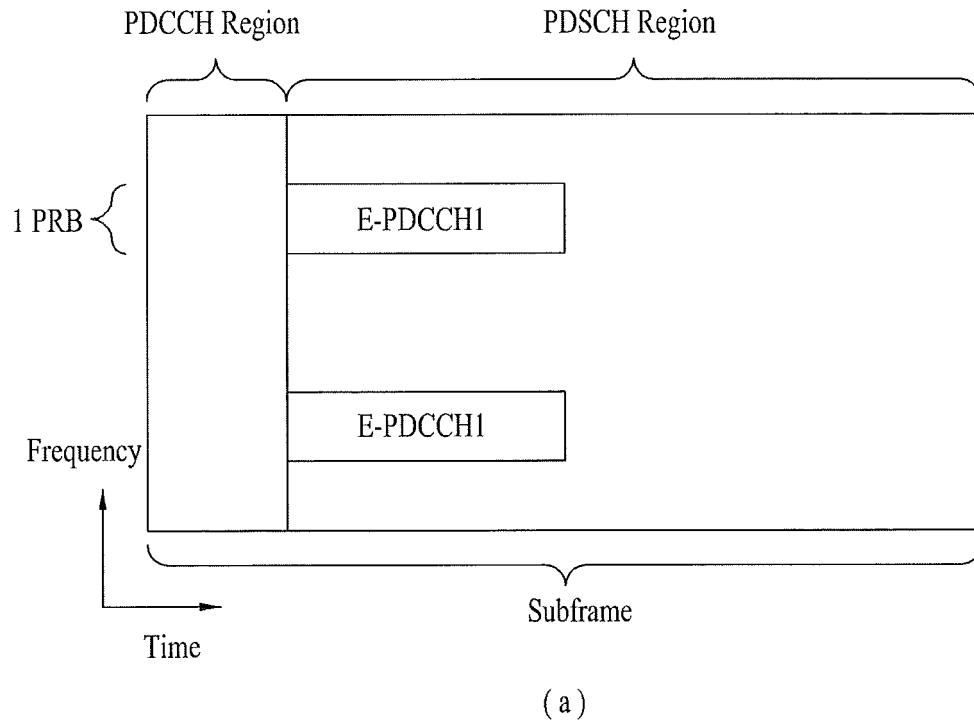 PDCCH Region
PDSCH Region
1 PRB
E-PDCCH1
E-PDCCH1
Frequency
Time
Subframe
( a )